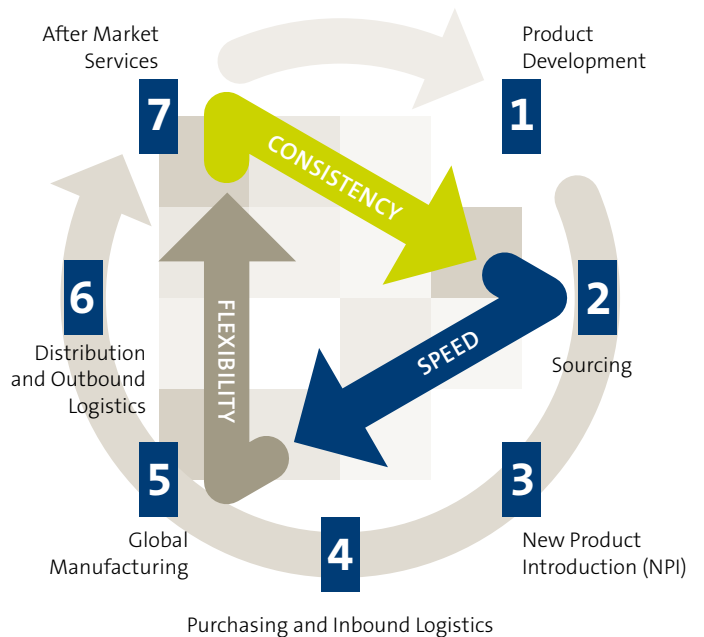 After Market
Services
7
Product
Development
1
CONSISTENCY
6
Distribution
and Outbound
Logistics
FLEXIBILITY
SPEED
2
Sourcing
5
Global
Manufacturing
4
Purchasing and Inbound Logistics
3
New Product
Introduction (NPI)